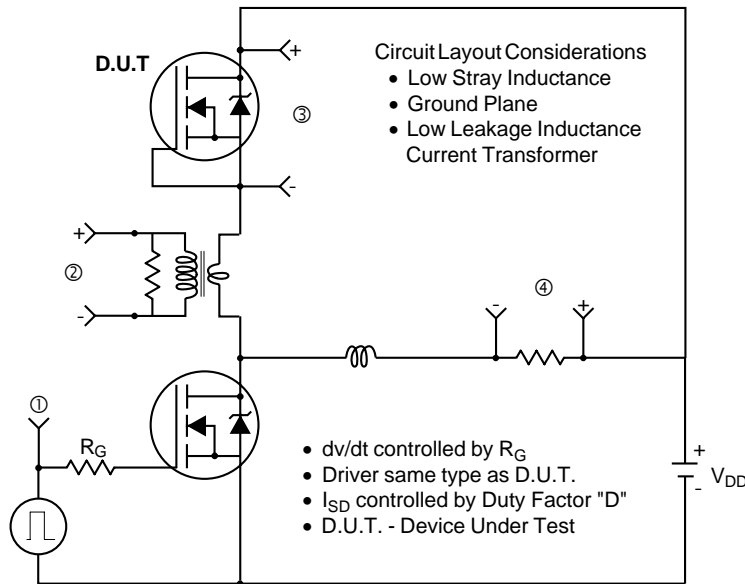 D.U.T
+
③
-
Circuit Layout Considerations
• Low Stray Inductance
• Ground Plane
• Low Leakage Inductance
Current Transformer
+
②
-
④
-
+
①
R_G
• dv/dt controlled by R_G
• Driver same type as D.U.T.
• I_SD controlled by Duty Factor "D"
• D.U.T. - Device Under Test
+
V_DD
-